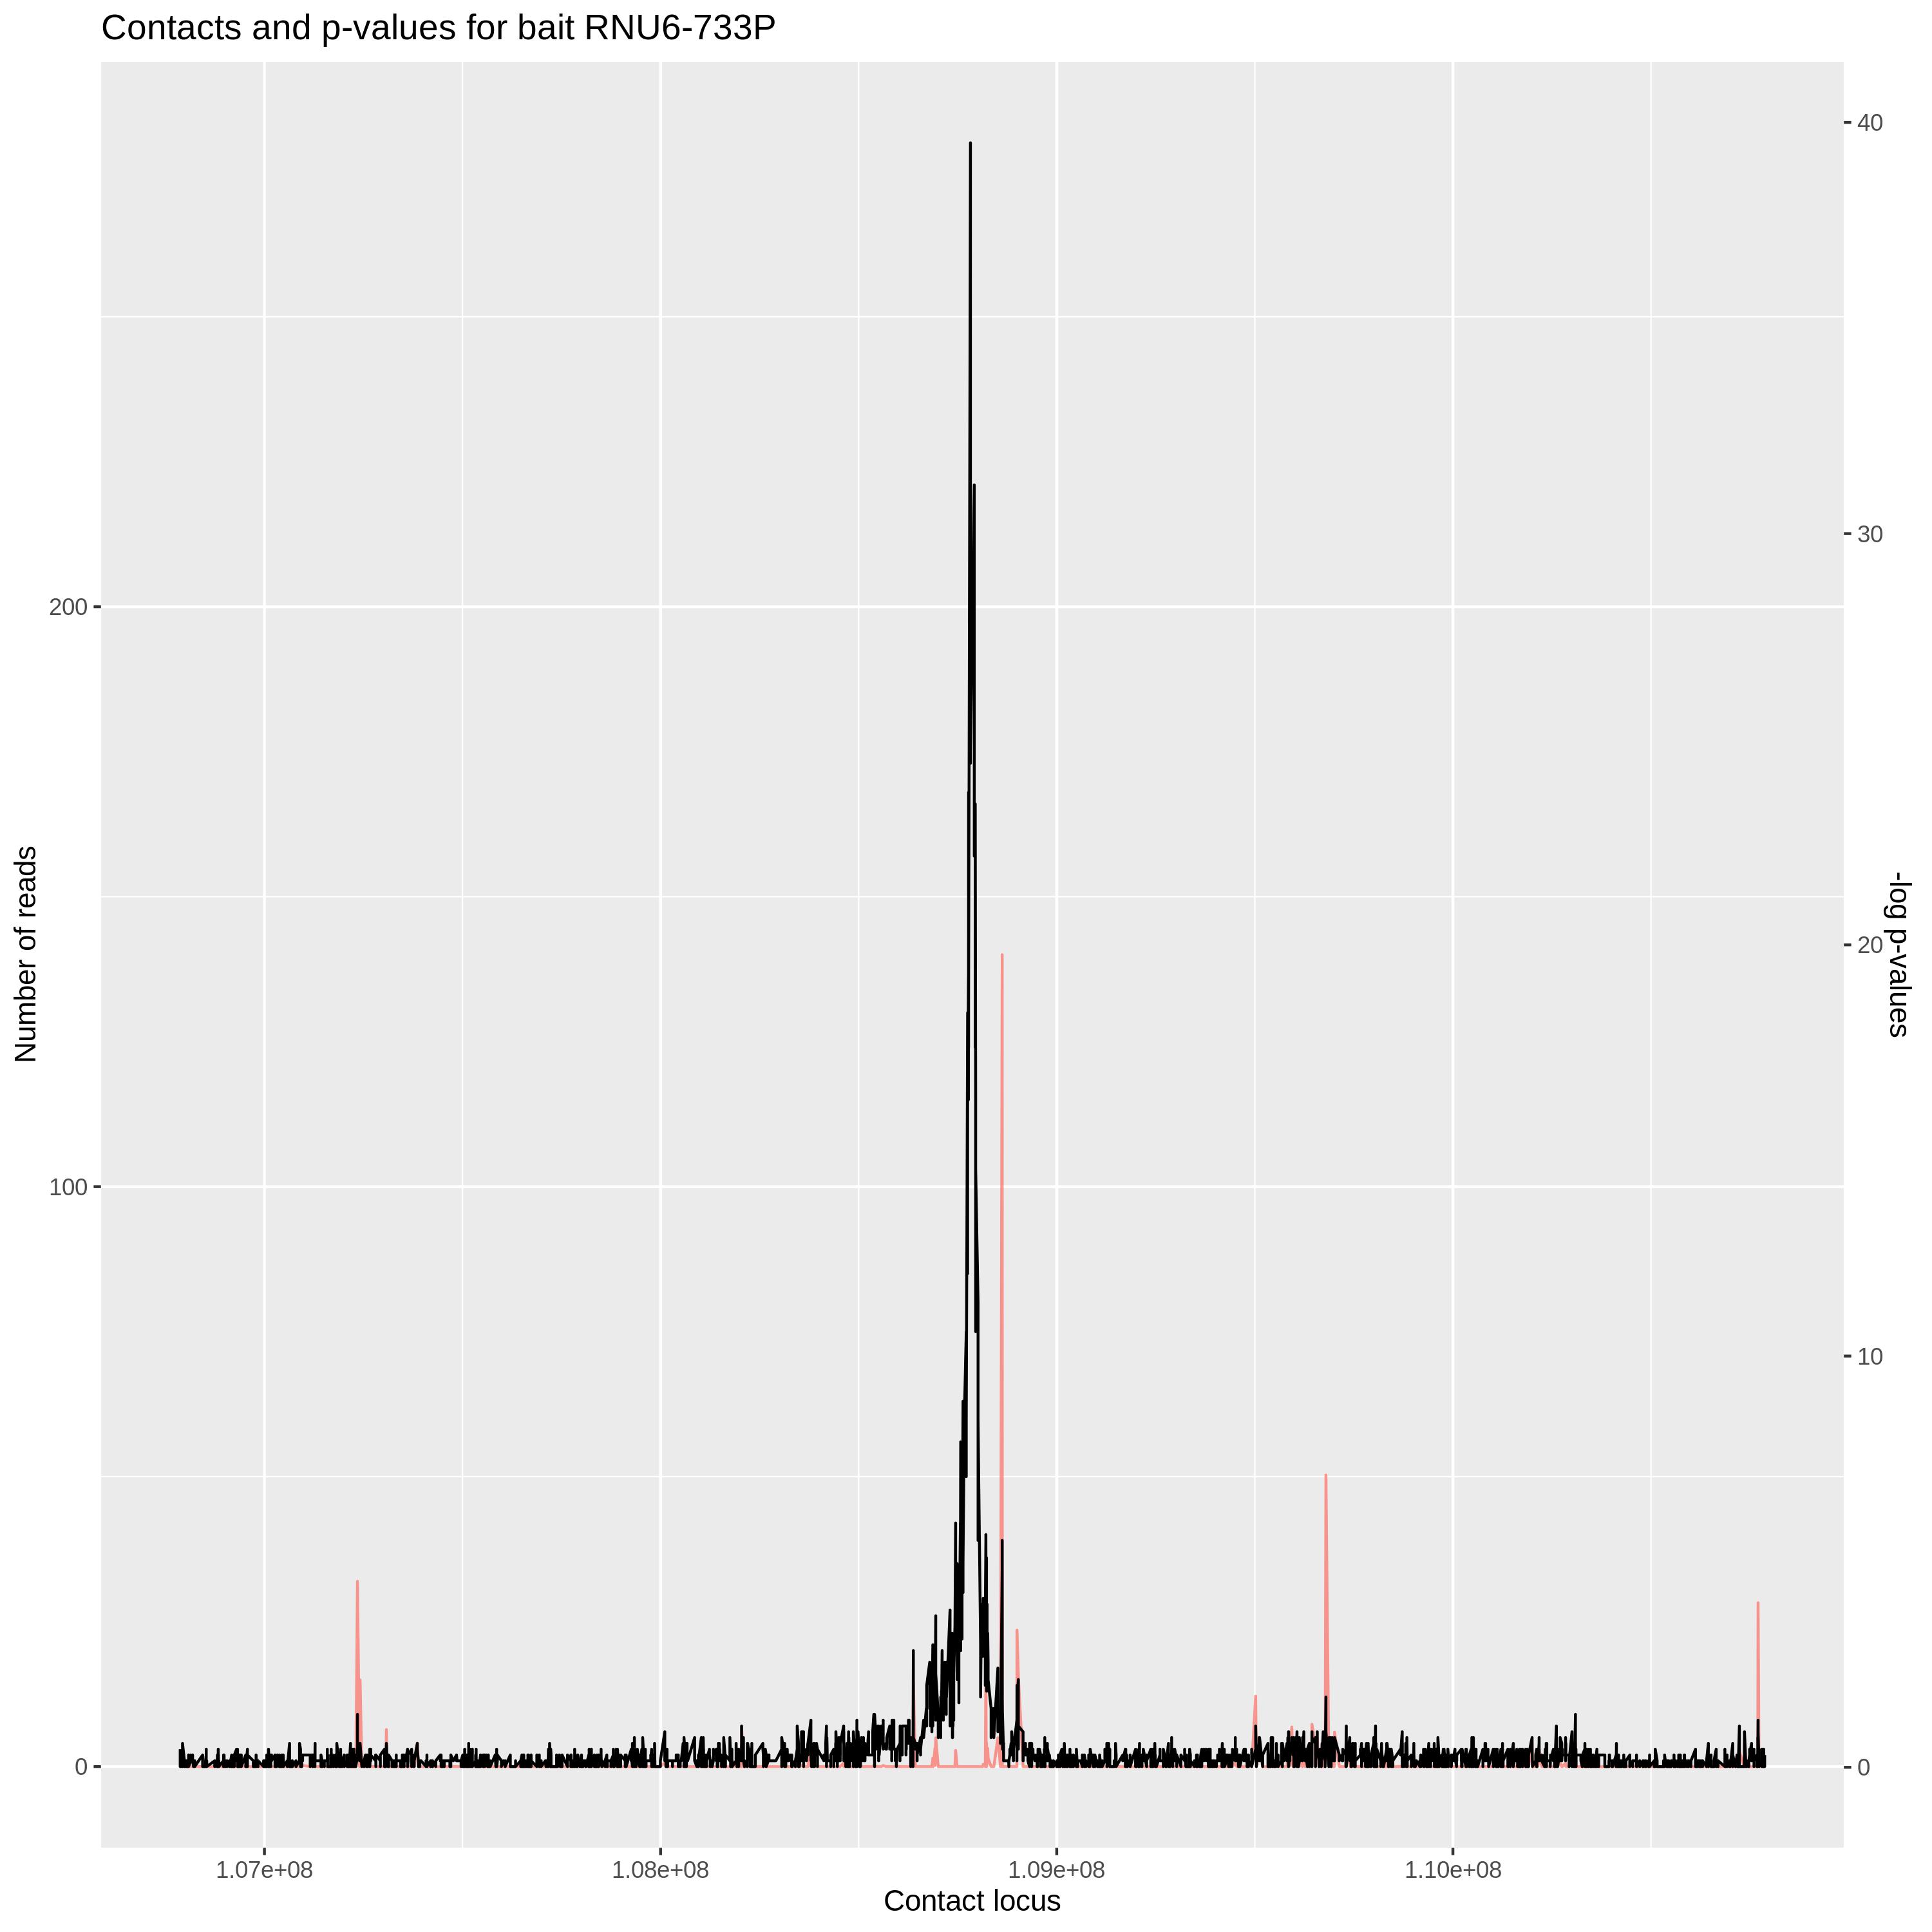 Contacts and p-values for bait RNU6-733P
Number of reads
200
100
0
40
30
20
10
0
-log p-values
1.07e+08
1.08e+08
1.09e+08
1.10e+08
Contact locus